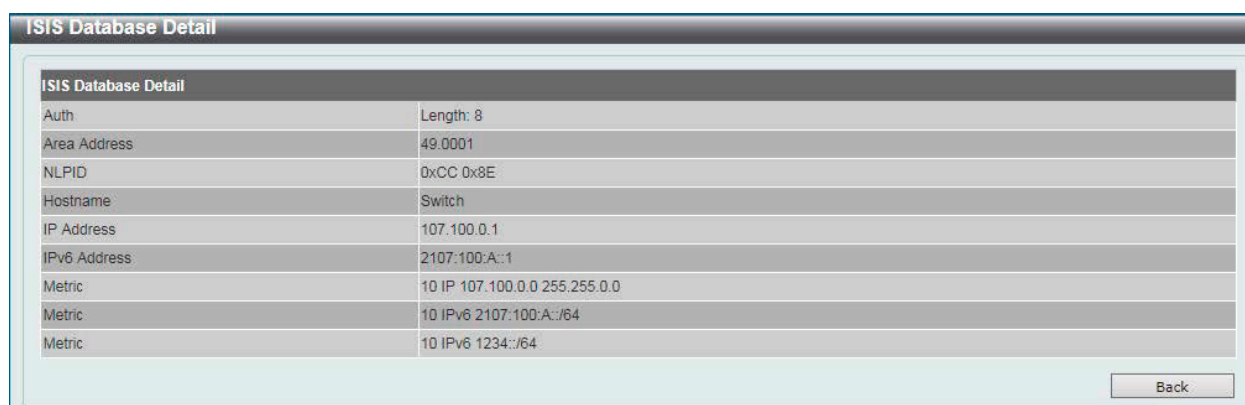 ISIS Database Detail
ISIS Database Detail
Auth Length: 8
Area Address 49.0001
NLPID 0xCC 0x8E
Hostname Switch
IP Address 107.100.0.1
IPv6 Address 2107:100:A::1
Metric 10 IP 107.100.0.0 255.255.0.0
Metric 10 IPv6 2107:100:A::/64
Metric 10 IPv6 1234::/64
Back